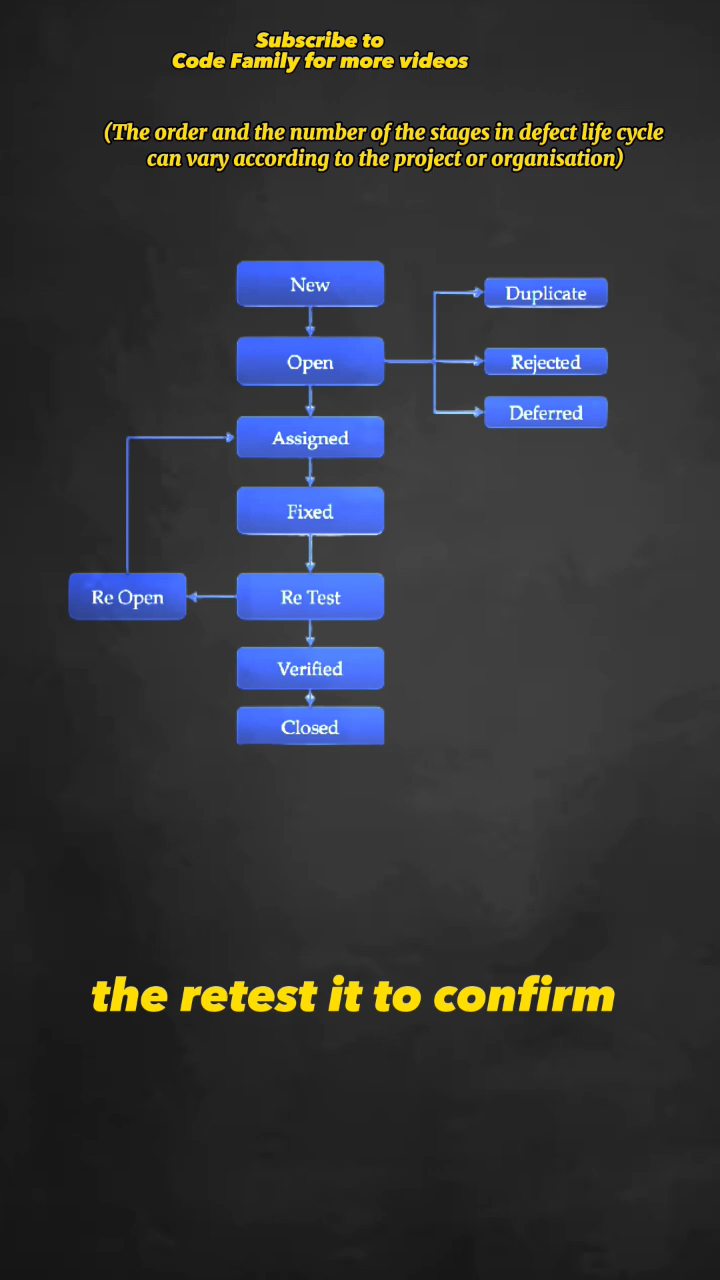 Subscribe to
Code Family for more videos
(The order and the number of the stages in defect life cycle
can vary according to the project or organisation)
New
Duplicate
Open
Rejected
Deferred
Assigned
Fixed
Re Open
Re Test
Verified
Closed
the retest it to confirm